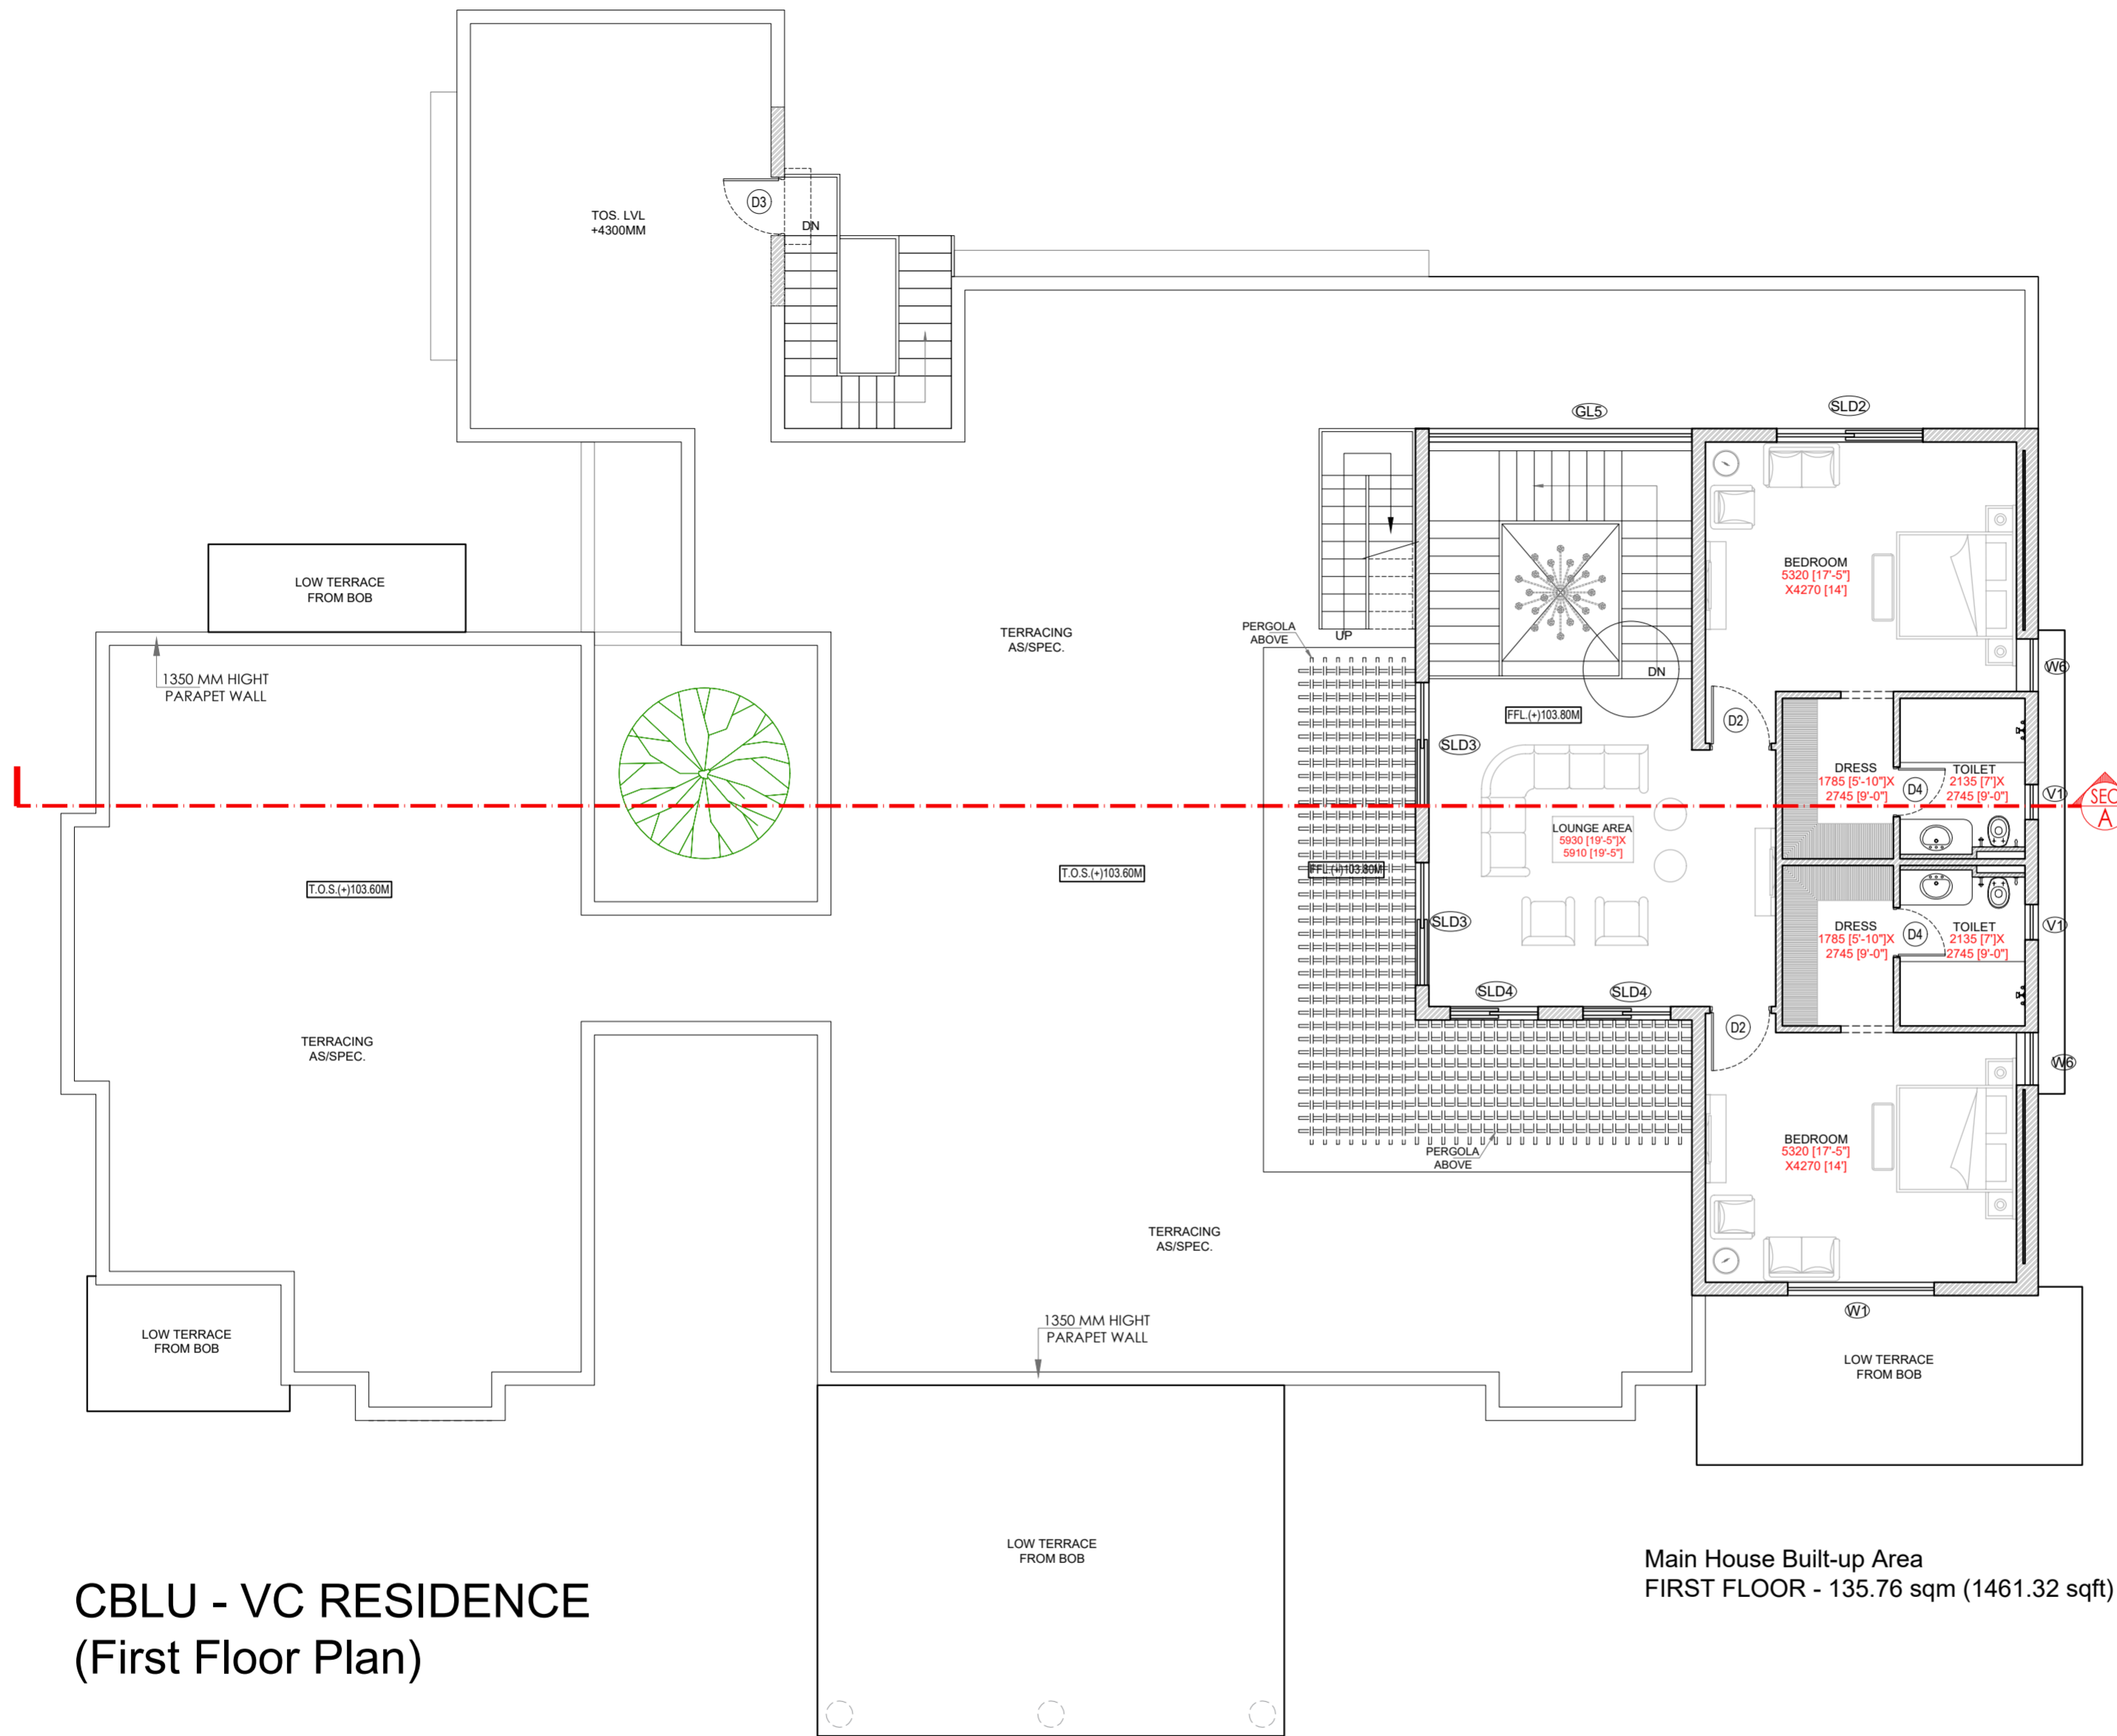 TOS. LVL
+4300MM
D3
DN
GL5
SLD2
LOW TERRACE
FROM BOB
1350 MM HIGHT
PARAPET WALL
TERRACING
AS/SPEC.
PERGOLA
ABOVE
UP
DN
BEDROOM
5320 [17'-5"]
X4270 [14']
W6
FFL.(+)103.80M
D2
SLD3
DRESS
1785 [5'-10"]X
2745 [9'-0"]
D4
TOILET
2135 [7']X
2745 [9'-0"]
V1
SEC
A
LOUNGE AREA
5930 [19'-5"]X
5910 [19'-5"]
T.O.S.(+)103.60M
T.O.S.(+)103.60M
FFL.(+)103.80M
SLD3
DRESS
1785 [5'-10"]X
2745 [9'-0"]
D4
TOILET
2135 [7']X
2745 [9'-0"]
V1
SLD4
SLD4
D2
TERRACING
AS/SPEC.
W6
BEDROOM
5320 [17'-5"]
X4270 [14']
PERGOLA
ABOVE
TERRACING
AS/SPEC.
W1
1350 MM HIGHT
PARAPET WALL
LOW TERRACE
FROM BOB
LOW TERRACE
FROM BOB
LOW TERRACE
FROM BOB
Main House Built-up Area
FIRST FLOOR - 135.76 sqm (1461.32 sqft)
CBLU - VC RESIDENCE
(First Floor Plan)